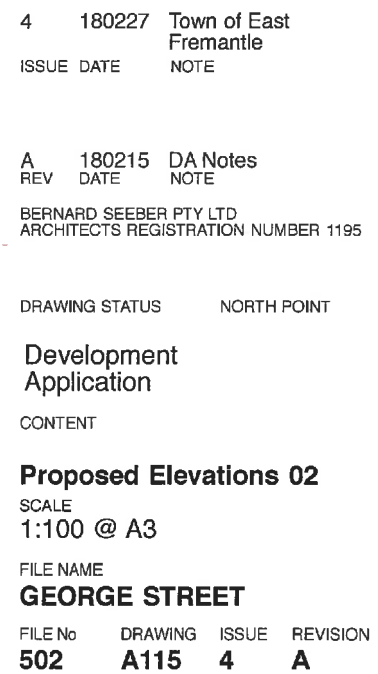 4 180227 Town of East
Fremantle
ISSUE DATE NOTE
A 180215 DA Notes
REV DATE NOTE
BERNARD SEEBER PTY LTD
ARCHITECTS REGISTRATION NUMBER 1195
DRAWING STATUS NORTH POINT
Development
Application
CONTENT
Proposed Elevations 02
SCALE
1:100 @ A3
FILE NAME
GEORGE STREET
FILE No DRAWING ISSUE REVISION
502 A115 4 A